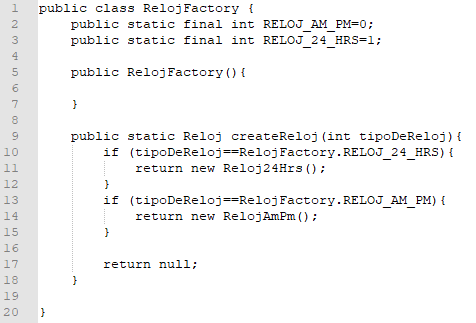 1 public class RelojFactory {
2 public static final int RELOJ_AM_PM=0;
3 public static final int RELOJ_24_HRS=1;
4
5 public RelojFactory(){
6
7 }
8
9 public static Reloj createReloj(int tipoDeReloj){
10 if (tipoDeReloj==RelojFactory.RELOJ_24_HRS){
11 return new Reloj24Hrs();
12 }
13 if (tipoDeReloj==RelojFactory.RELOJ_AM_PM){
14 return new RelojAmPm();
15 }
16
17 return null;
18 }
19
20 }